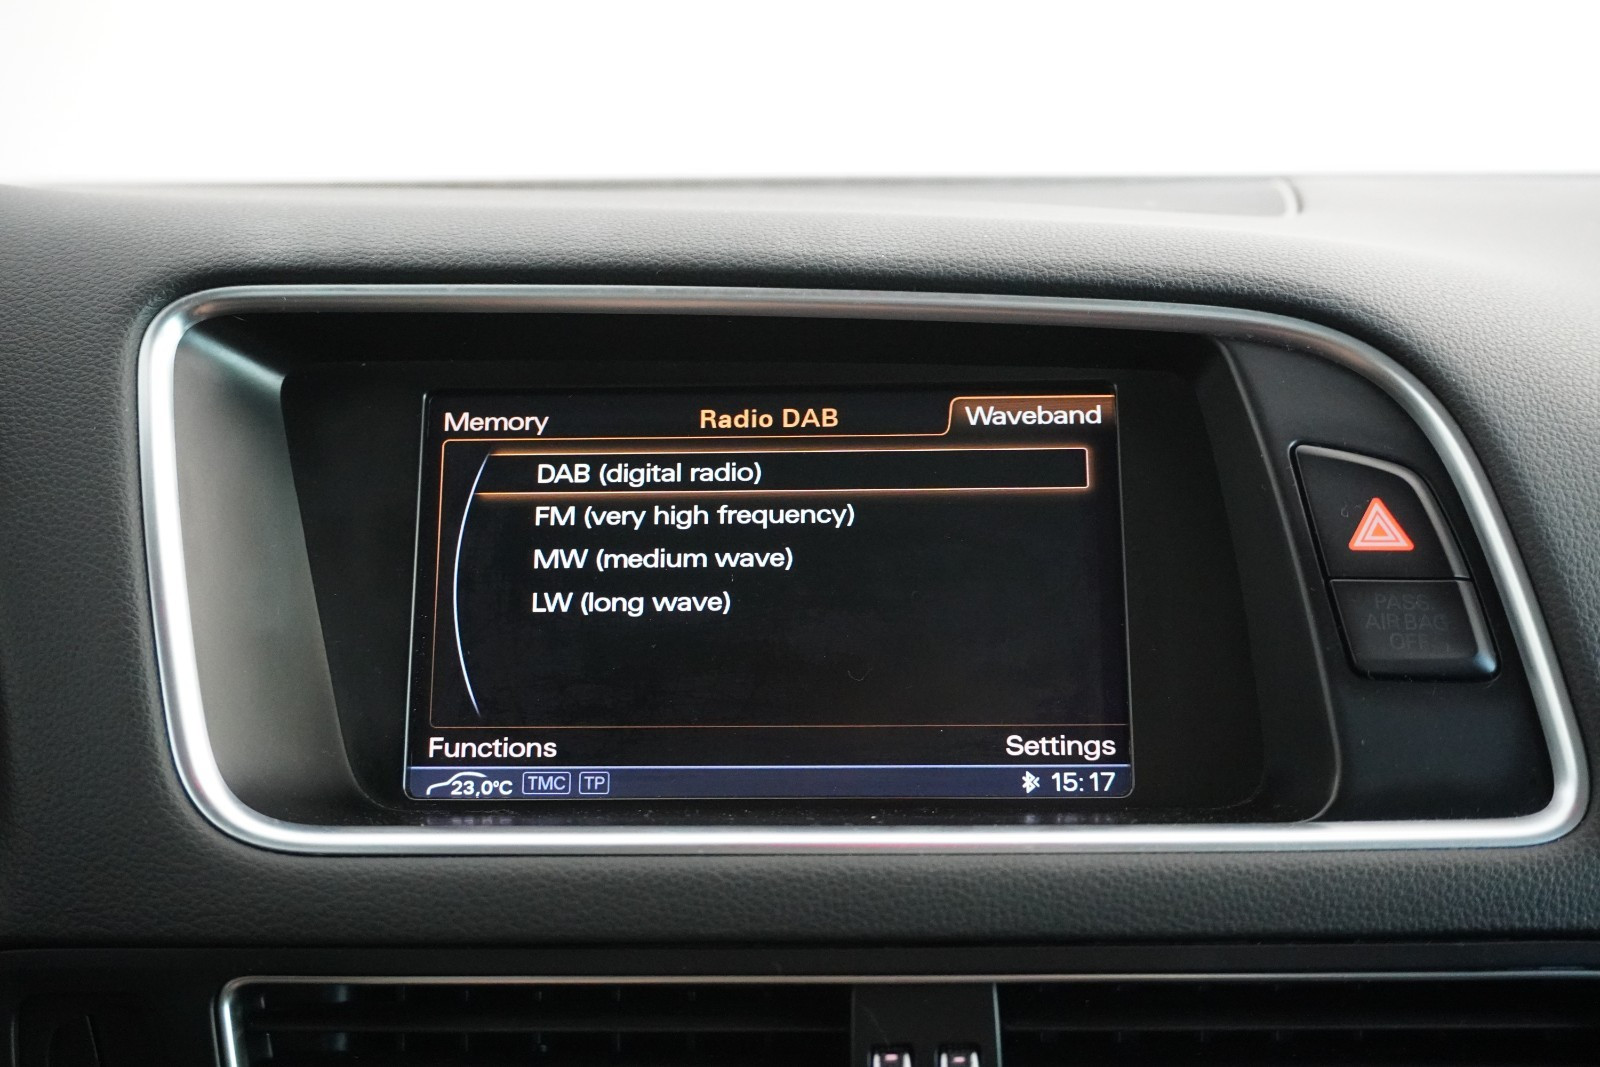 Memory Radio DAB Waveband
DAB (digital radio)
FM (very high frequency)
MW (medium wave)
LW (long wave)
Functions Settings
23,0°C TMC TP 15:17
PASS.
AIR BAG
OFF